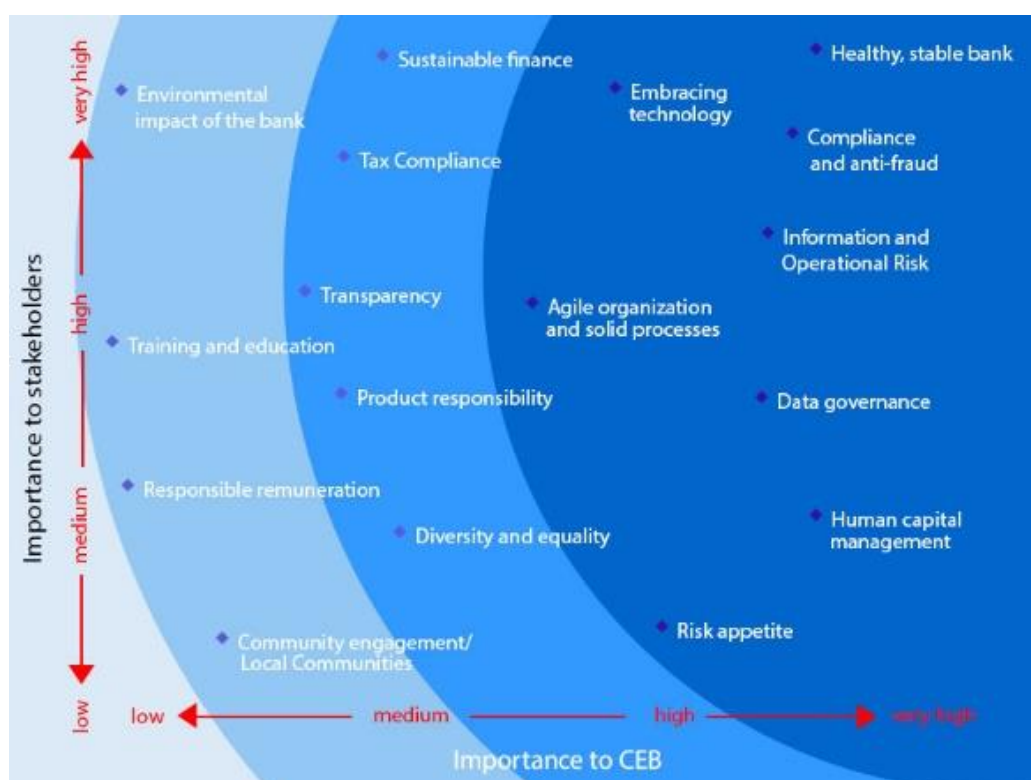 very high
Healthy, stable bank
Sustainable finance
Environmental
impact of the bank
Embracing
technology
Compliance
and anti-fraud
Tax Compliance
Information and
Operational Risk
Importance to stakeholders
high
Transparency
Agile organization
and solid processes
Training and education
Product responsibility
Data governance
Responsible remuneration
medium
Human capital
management
Diversity and equality
Community engagement/
Local Communities
Risk appetite
low
low
medium
high
very high
Importance to CEB